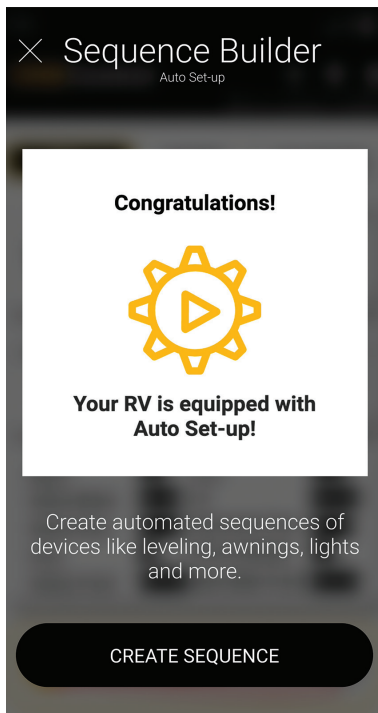 Sequence Builder
Auto Set-up
Congratulations!
Your RV is equipped with
Auto Set-up!
Create automated sequences of
devices like leveling, awnings, lights
and more.
CREATE SEQUENCE